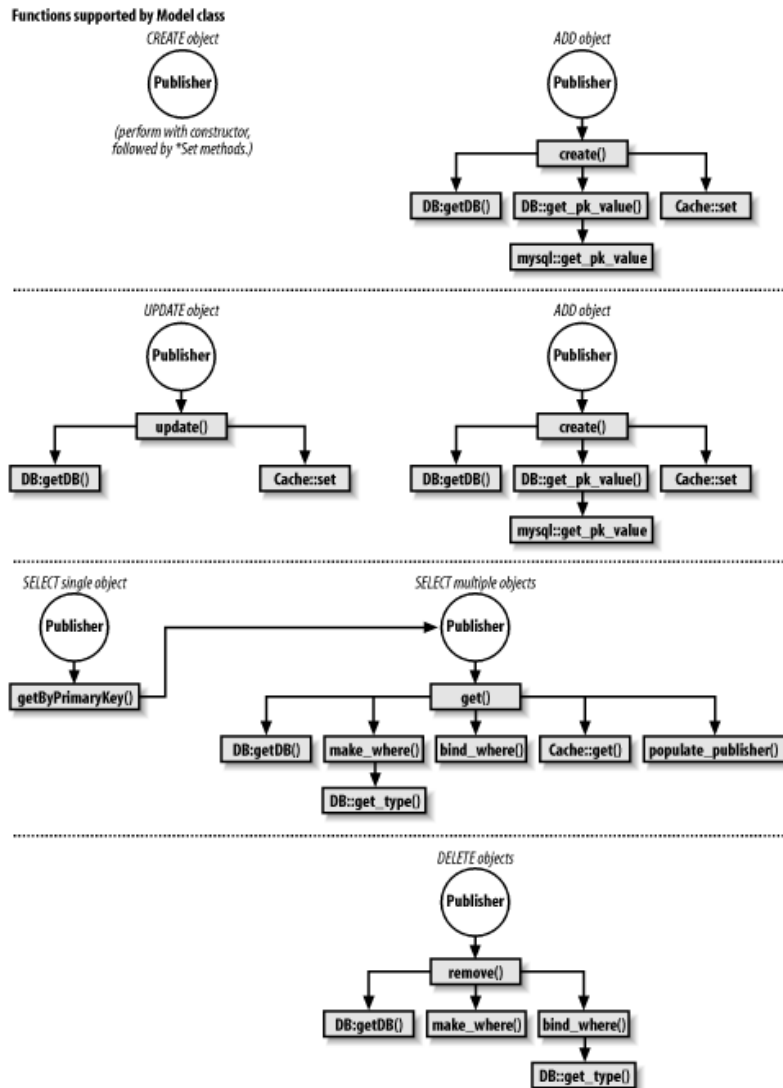 Functions supported by Model class
CREATE object
Publisher
(perform with constructor,
followed by *Set methods.)
ADD object
Publisher
create()
DB:getDB()
DB::get_pk_value()
Cache::set
mysql::get_pk_value
UPDATE object
Publisher
update()
DB:getDB()
Cache::set
ADD object
Publisher
create()
DB:getDB()
DB::get_pk_value()
Cache::set
mysql::get_pk_value
SELECT single object
Publisher
getByPrimaryKey()
SELECT multiple objects
Publisher
get()
DB:getDB()
make_where()
bind_where()
Cache::get()
populate_publisher()
DB::get_type()
DELETE objects
Publisher
remove()
DB:getDB()
make_where()
bind_where()
DB::get_type()